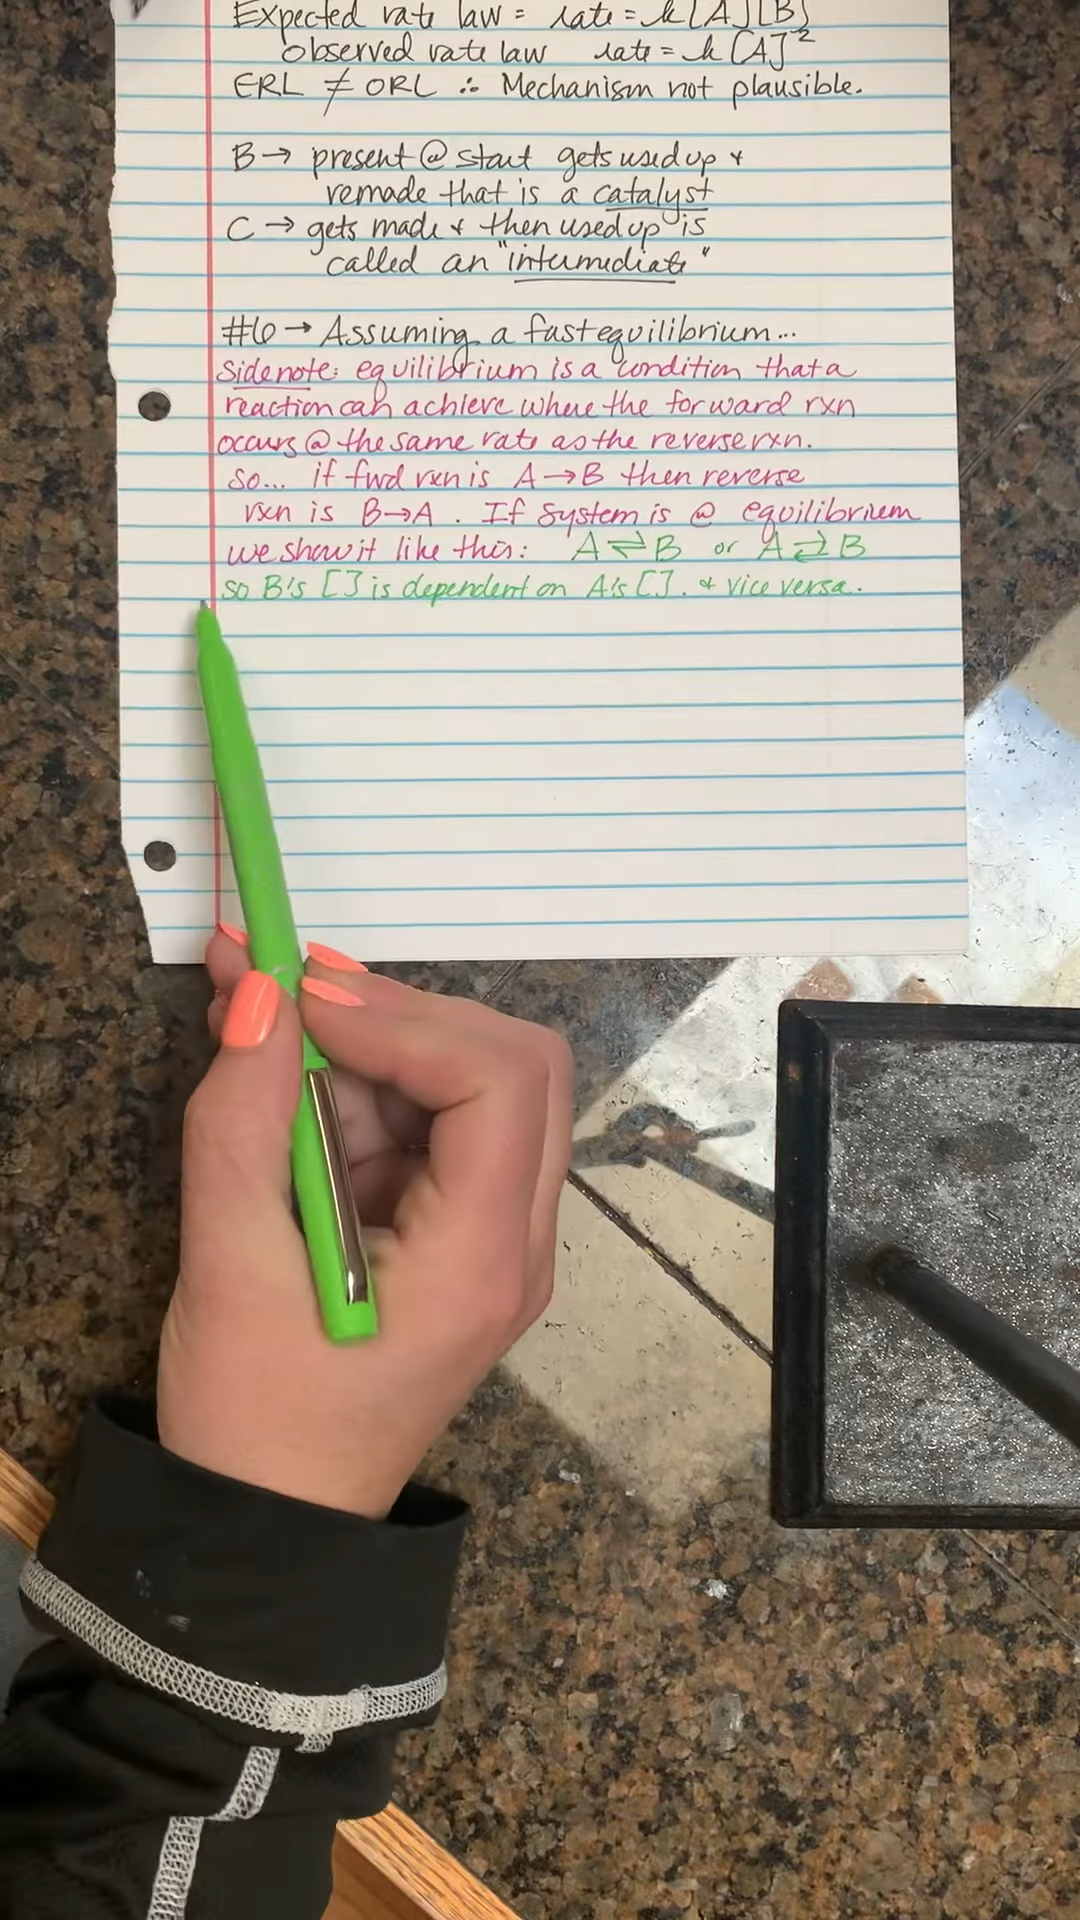 Expected rate law = rate = k[A][B]
Observed rate law rate = k[A]²
ERL ≠ ORL ∴ Mechanism not plausible.
B → present @ start gets used up +
remade that is a catalyst
C → gets made + then used up is
called an "intermediate"
#6 → Assuming a fast equilibrium...
Side note: equilibrium is a condition that a
reaction can achieve where the forward rxn
occurs @ the same rate as the reverse rxn.
So... if fwd rxn is A → B then reverse
rxn is B → A. If system is @ equilibrium
we show it like this: A ⇌ B or A ⇄ B
so B's [] is dependent on A's []. + vice versa.